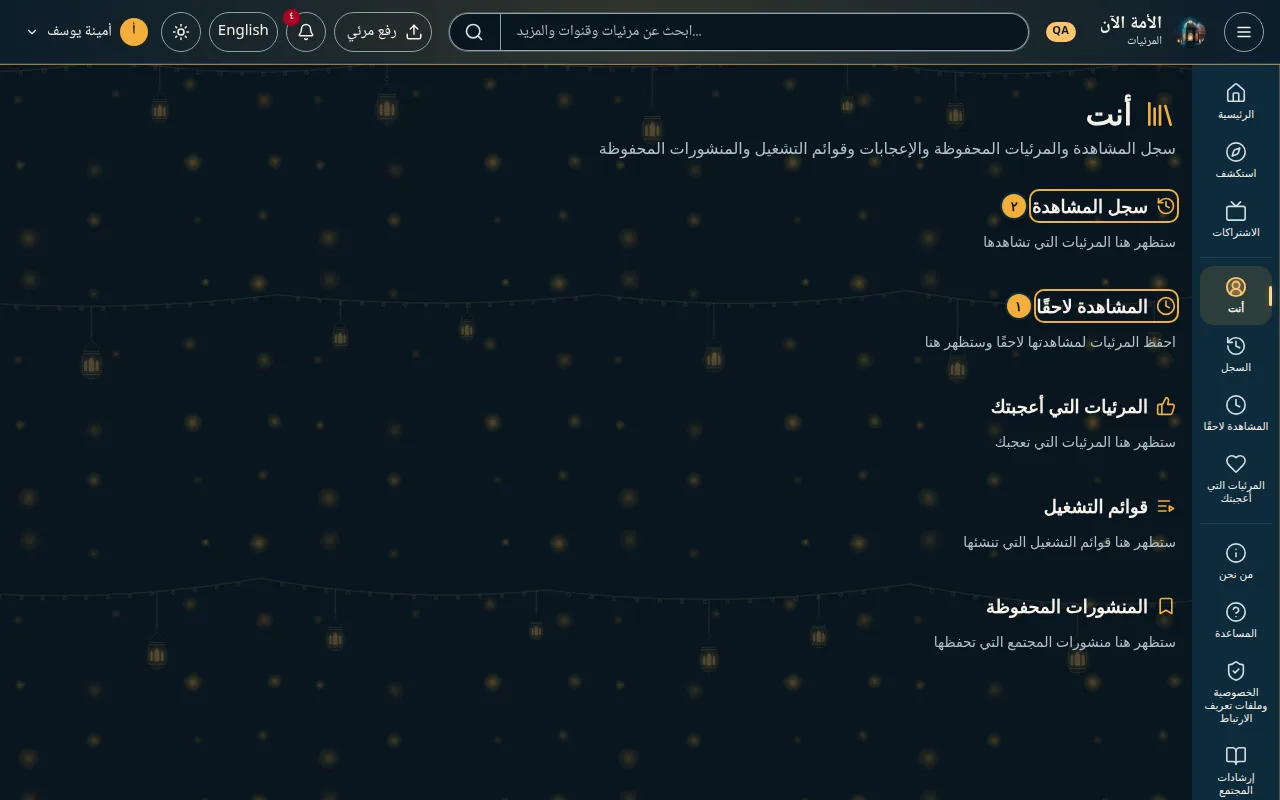 الأمة الآن
المرئيات
QA
ابحث عن مرئيات وقنوات والمزيد...
رفع مرئي
٤
English
أ
أمينة يوسف
الرئيسية
استكشف
الاشتراكات
أنت
السجل
المشاهدة لاحقًا
المرئيات التي
أعجبتك
من نحن
المساعدة
الخصوصية
وملفات تعريف
الارتباط
إرشادات
المجتمع
أنت
سجل المشاهدة والمرئيات المحفوظة والإعجابات وقوائم التشغيل والمنشورات المحفوظة
سجل المشاهدة ٢
ستظهر هنا المرئيات التي تشاهدها
المشاهدة لاحقًا ١
احفظ المرئيات لمشاهدتها لاحقًا وستظهر هنا
المرئيات التي أعجبتك
ستظهر هنا المرئيات التي تعجبك
قوائم التشغيل
ستظهر هنا قوائم التشغيل التي تنشئها
المنشورات المحفوظة
ستظهر هنا منشورات المجتمع التي تحفظها